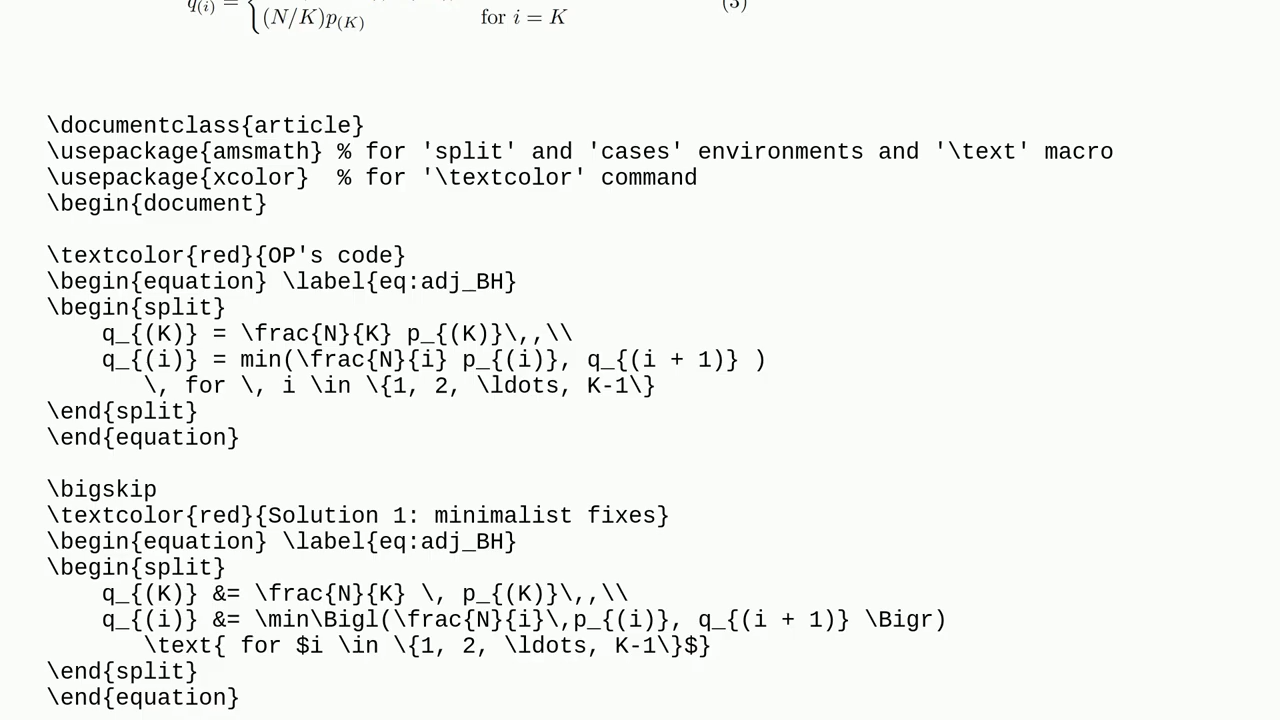 q(i) =
(N/K)p(K) for i = K
(3)
\documentclass{article}
\usepackage{amsmath} % for 'split' and 'cases' environments and '\text' macro
\usepackage{xcolor}  % for '\textcolor' command
\begin{document}
\textcolor{red}{OP's code}
\begin{equation} \label{eq:adj_BH}
\begin{split}
    q_{(K)} = \frac{N}{K} p_{(K)}\,,\\
    q_{(i)} = min(\frac{N}{i} p_{(i)}, q_{(i + 1)} )
       \, for \, i \in \{1, 2, \ldots, K-1\}
\end{split}
\end{equation}
\bigskip
\textcolor{red}{Solution 1: minimalist fixes}
\begin{equation} \label{eq:adj_BH}
\begin{split}
    q_{(K)} &= \frac{N}{K} \, p_{(K)}\,,\\
    q_{(i)} &= \min\Bigl(\frac{N}{i}\,p_{(i)}, q_{(i + 1)} \Bigr)
       \text{ for $i \in \{1, 2, \ldots, K-1\}$}
\end{split}
\end{equation}